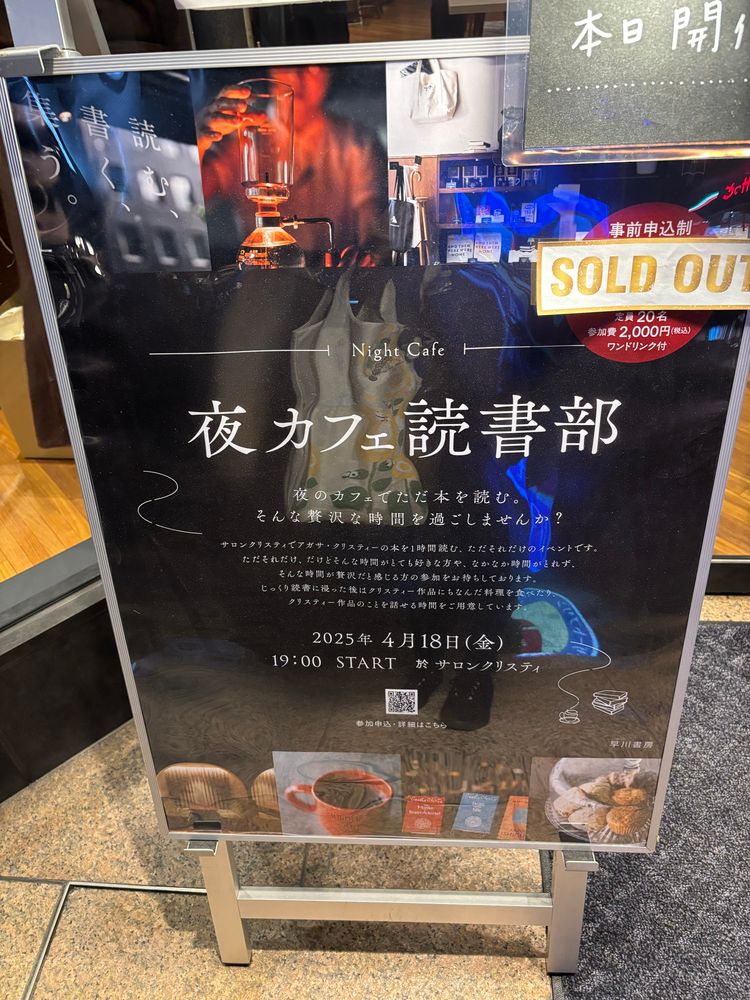 本日開
読む、
書く、
集う。
事前申込制
SOLD OUT
定員20名
参加費2,000円(税込)
ワンドリンク付
AND THEN
THERE WERE
NONE
Night Cafe
夜カフェ読書部
夜のカフェでただ本を読む。
そんな贅沢な時間を過ごしませんか？
サロンクリスティでアガサ・クリスティーの本を1時間読む、ただそれだけのイベントです。
ただそれだけ、だけどそんな時間がとても好きな方や、なかなか時間がとれず、
そんな時間が贅沢だと感じる方の参加をお待ちしております。
じっくり読書に浸った後はクリスティー作品にちなんだ料理を食べたり、
クリスティー作品のことを話せる時間をご用意しています。
2025年 4月18日(金)
19:00 START 於 サロンクリスティ
参加申込・詳細はこちら
早川書房